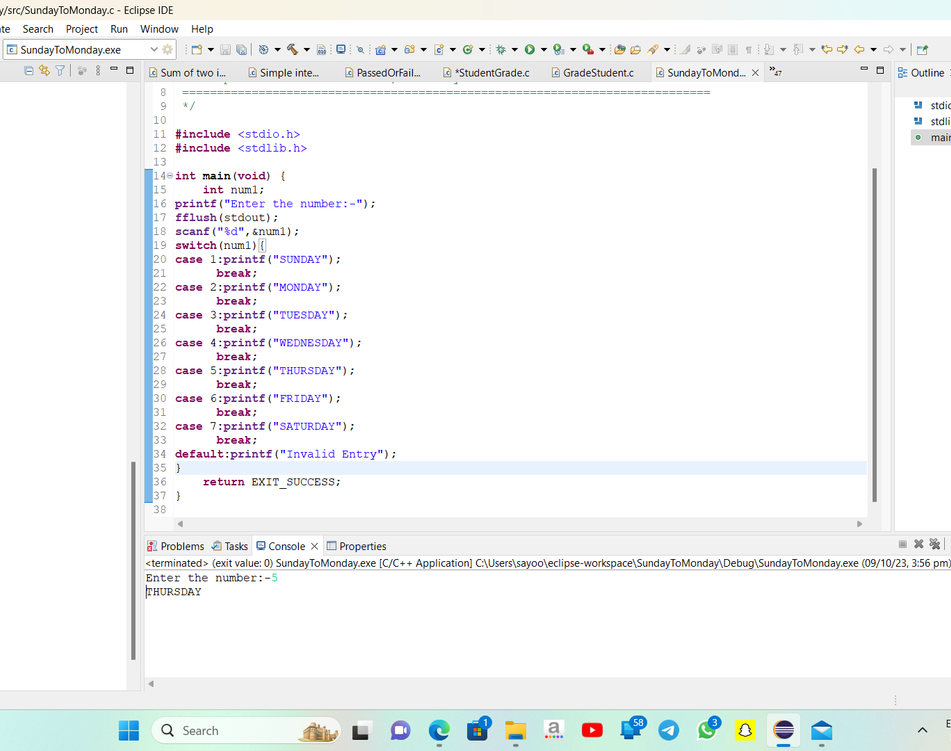 y/src/SundayToMonday.c - Eclipse IDE
ate Search Project Run Window Help
SundayToMonday.exe
Sum of two i... Simple inte... PassedOrFail... *StudentGrade.c GradeStudent.c SundayToMond... »47 Outline
8 ============================================================================
9 */
10
11 #include <stdio.h>
12 #include <stdlib.h>
13
14 int main(void) {
15 int num1;
16 printf("Enter the number:-");
17 fflush(stdout);
18 scanf("%d",&num1);
19 switch(num1){
20 case 1:printf("SUNDAY");
21 break;
22 case 2:printf("MONDAY");
23 break;
24 case 3:printf("TUESDAY");
25 break;
26 case 4:printf("WEDNESDAY");
27 break;
28 case 5:printf("THURSDAY");
29 break;
30 case 6:printf("FRIDAY");
31 break;
32 case 7:printf("SATURDAY");
33 break;
34 default:printf("Invalid Entry");
35 }
36 return EXIT_SUCCESS;
37 }
38
stdio
stdli
main
Problems Tasks Console Properties
<terminated> (exit value: 0) SundayToMonday.exe [C/C++ Application] C:\Users\sayoo\eclipse-workspace\SundayToMonday\Debug\SundayToMonday.exe (09/10/23, 3:56 pm)
Enter the number:-5
THURSDAY
Search 1 a 58 3 E